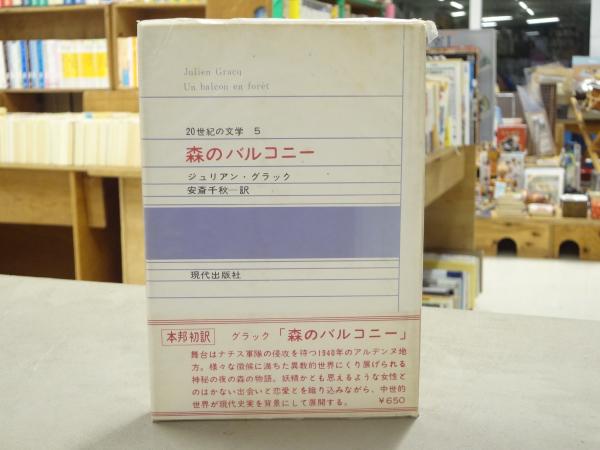 Julien Gracq
Un balcon en forêt
20世紀の文学 5
森のバルコニー
ジュリアン・グラック
安斎千秋―訳
現代出版社
本邦初訳 グラック「森のバルコニー」
舞台はナチス軍隊の侵攻を待つ1940年のアルデンヌ地
方。様々な徴候に満ちた異数的世界にくり展げられる
神秘の夜の森の物語。妖精かとも思えるような女性と
のはかない出会いと恋愛とを織り込みながら、中世的
世界が現代史実を背景にして展開する。 ¥650